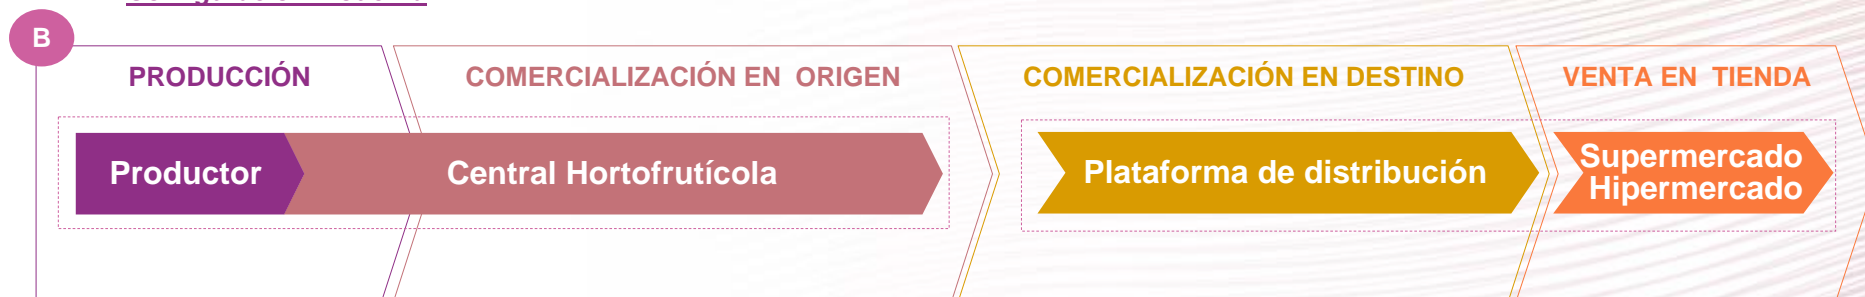 B
PRODUCCIÓN
COMERCIALIZACIÓN EN ORIGEN
COMERCIALIZACIÓN EN DESTINO
VENTA EN TIENDA
Productor
Central Hortofrutícola
Plataforma de distribución
Supermercado
Hipermercado